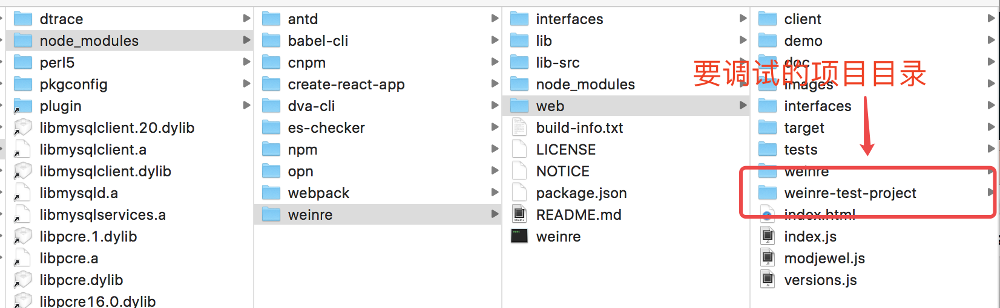 dtrace
node_modules
perl5
pkgconfig
plugin
libmysqlclient.20.dylib
libmysqlclient.a
libmysqlclient.dylib
libmysqld.a
libmysqlservices.a
libpcre.1.dylib
libpcre.a
libpcre.dylib
libpcre16.0.dylib
antd
babel-cli
cnpm
create-react-app
dva-cli
es-checker
npm
opn
webpack
weinre
interfaces
lib
lib-src
node_modules
web
build-info.txt
LICENSE
NOTICE
package.json
README.md
weinre
client
demo
doc
要调试的项目目录
images
interfaces
target
tests
weinre
weinre-test-project
index.html
index.js
modjewel.js
versions.js